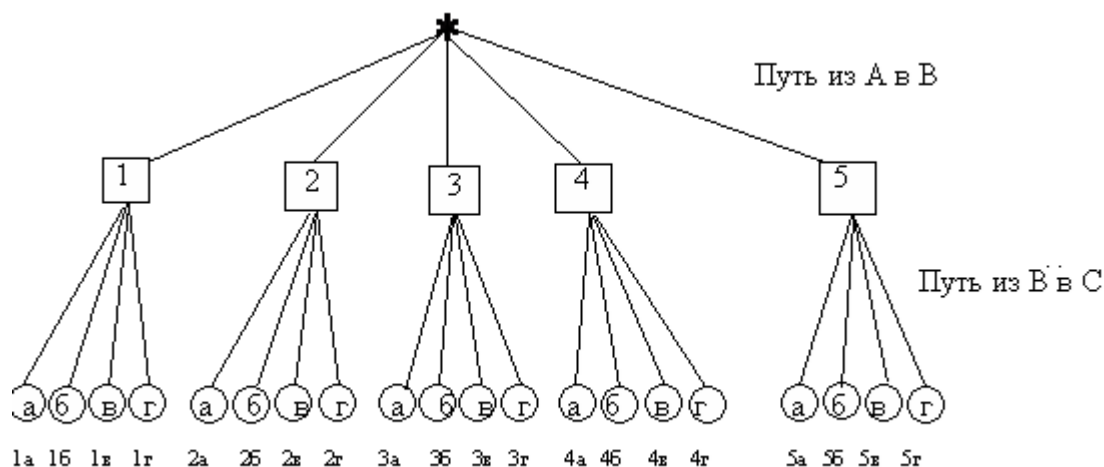 *
Путь из А в В
1 2 3 4 5
Путь из В в С
а б в г а б в г а б в г а б в г а б в г
1а 1б 1в 1г 2а 2б 2в 2г 3а 3б 3в 3г 4а 4б 4в 4г 5а 5б 5в 5г